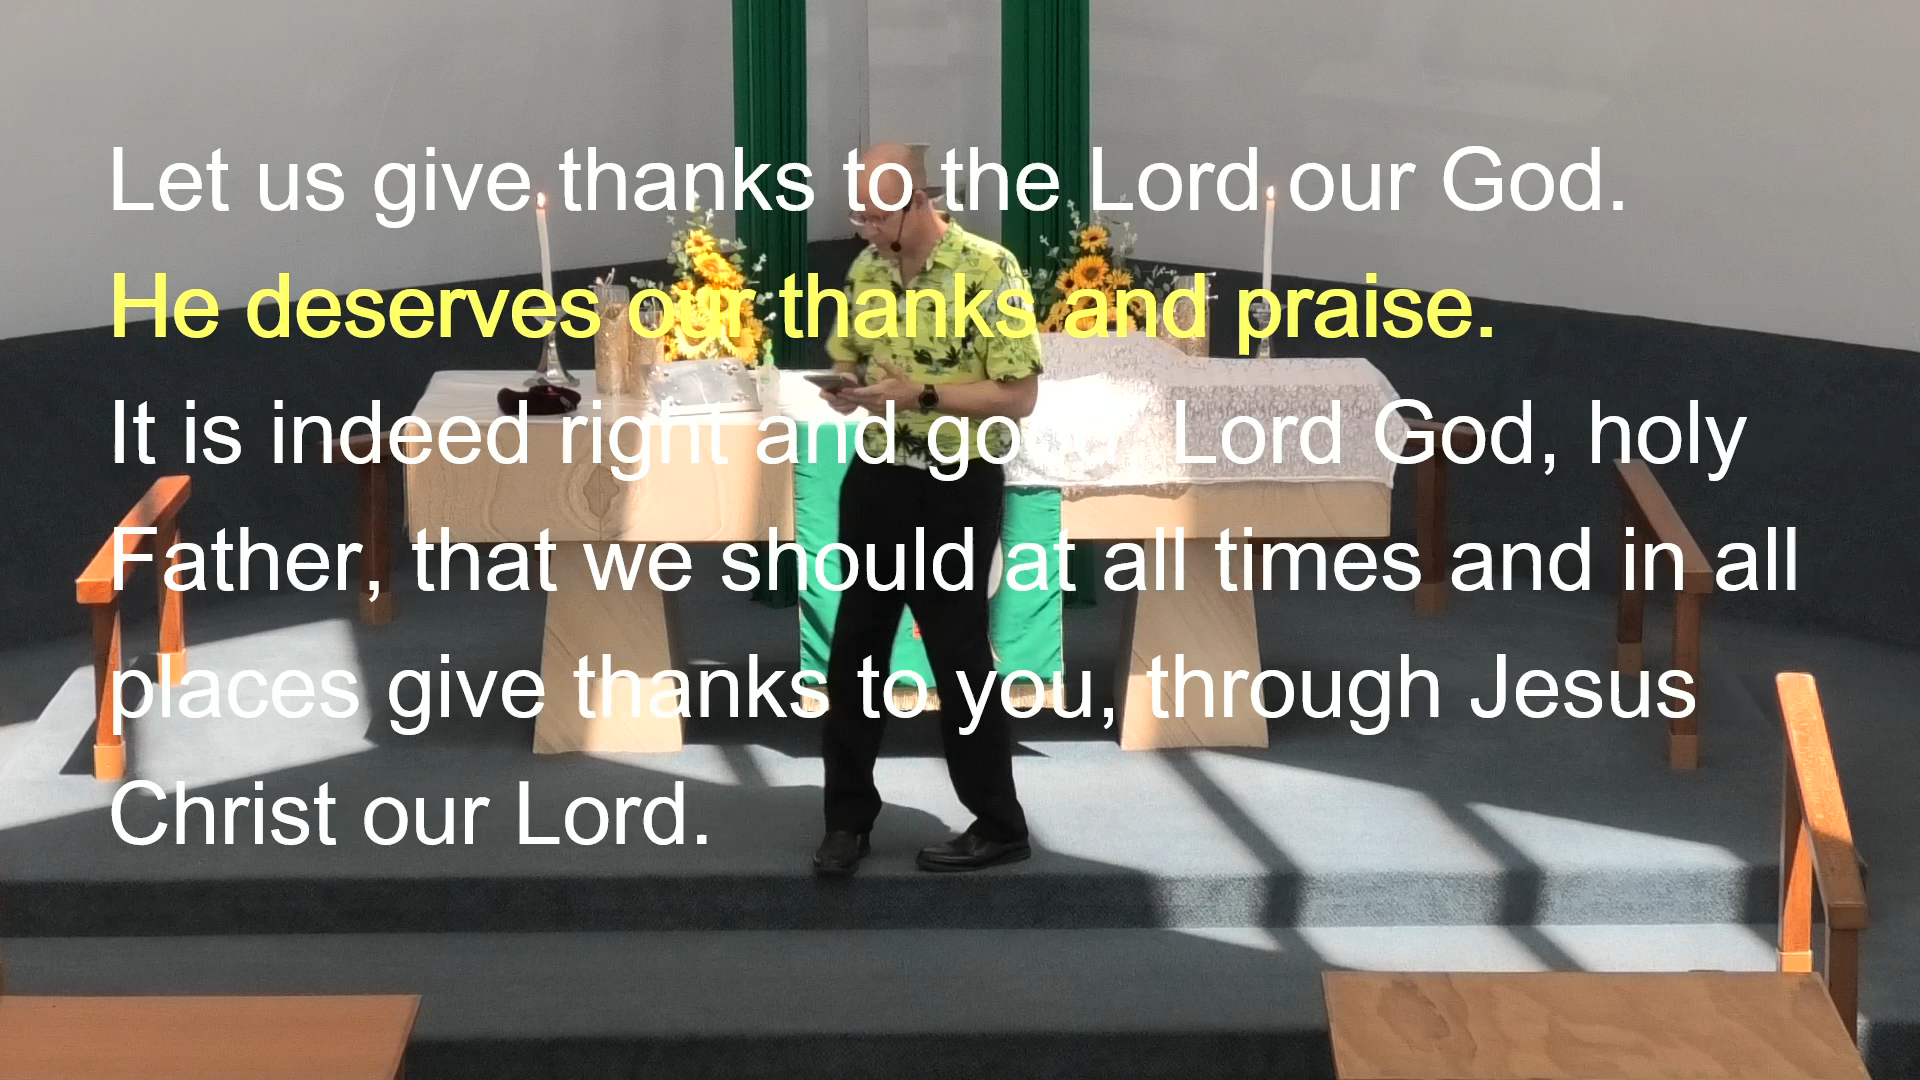 Let us give thanks to the Lord our God.
He deserves our thanks and praise.
It is indeed right and good, Lord God, holy
Father, that we should at all times and in all
places give thanks to you, through Jesus
Christ our Lord.